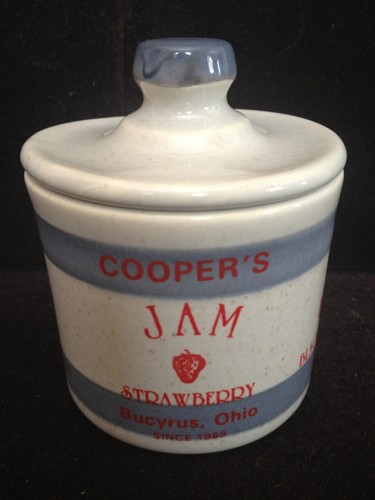 COOPER'S
JAM
STRAWBERRY
Bucyrus, Ohio
SINCE 1969